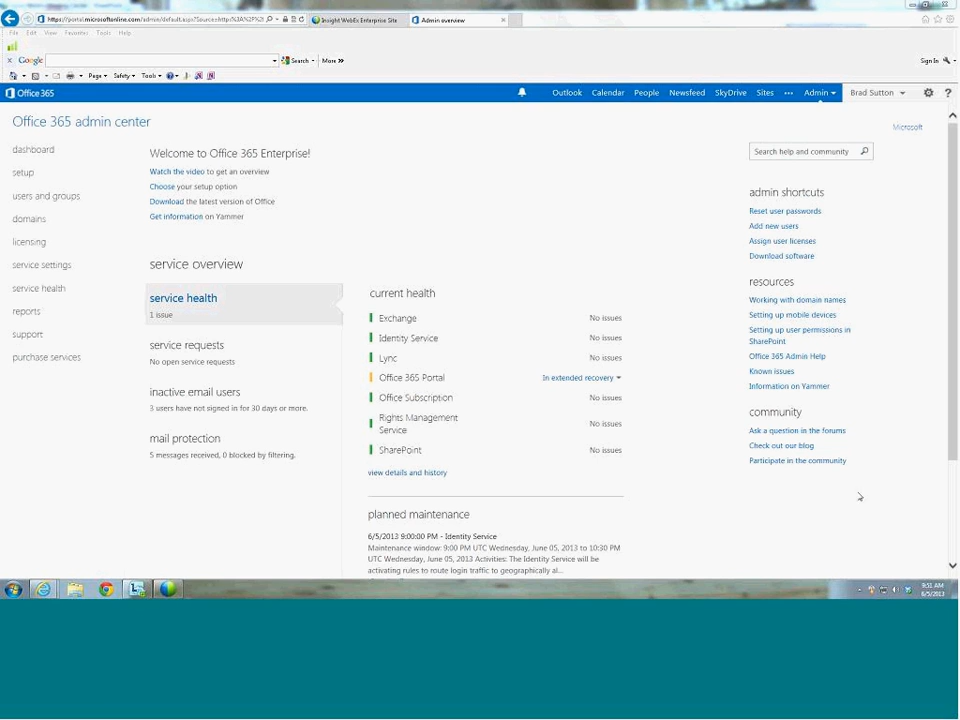 https://portal.microsoftonline.com/admin/default.aspx?Source=
Insight WebEx Enterprise Site
Admin overview
File Edit View Favorites Tools Help
x Google
Search
More »
Sign In
Page
Safety
Tools
Office 365
Outlook Calendar People Newsfeed SkyDrive Sites ••• Admin Brad Sutton ?
Office 365 admin center
Microsoft
dashboard
setup
users and groups
domains
licensing
service settings
service health
reports
support
purchase services
Welcome to Office 365 Enterprise!
Watch the video to get an overview
Choose your setup option
Download the latest version of Office
Get information on Yammer
service overview
service health
1 issue
service requests
No open service requests
inactive email users
3 users have not signed in for 30 days or more.
mail protection
5 messages received, 0 blocked by filtering.
current health
Exchange No issues
Identity Service No issues
Lync No issues
Office 365 Portal In extended recovery
Office Subscription No issues
Rights Management
Service No issues
SharePoint No issues
view details and history
planned maintenance
6/5/2013 9:00:00 PM - Identity Service
Maintenance window: 9:00 PM UTC Wednesday, June 05, 2013 to 10:30 PM
UTC Wednesday, June 05, 2013 Activities: The Identity Service will be
activating rules to route login traffic to geographically al...
Search help and community
admin shortcuts
Reset user passwords
Add new users
Assign user licenses
Download software
resources
Working with domain names
Setting up mobile devices
Setting up user permissions in
SharePoint
Office 365 Admin Help
Known issues
Information on Yammer
community
Ask a question in the forums
Check out our blog
Participate in the community
9:51 AM
6/5/2013